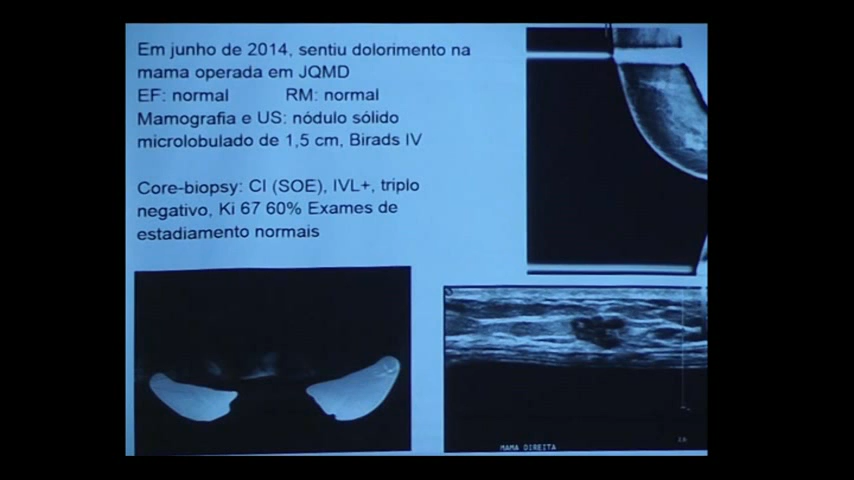 Em junho de 2014, sentiu dolorimento na
mama operada em JQMD
EF: normal RM: normal
Mamografia e US: nódulo sólido
microlobulado de 1,5 cm, Birads IV
Core-biopsy: CI (SOE), IVL+, triplo
negativo, Ki 67 60% Exames de
estadiamento normais
MAMA DIREITA